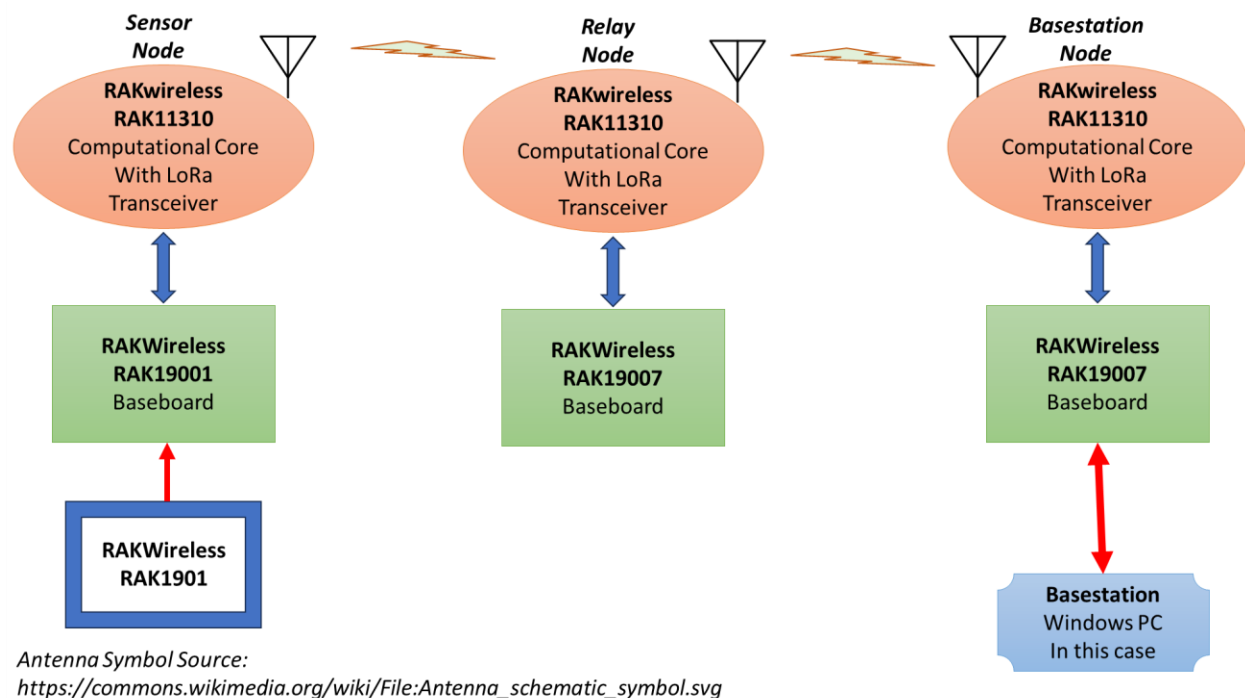 Sensor
Node
RAKwireless
RAK11310
Computational Core
With LoRa
Transceiver
RAKWireless
RAK19001
Baseboard
RAKWireless
RAK1901
Relay
Node
RAKwireless
RAK11310
Computational Core
With LoRa
Transceiver
RAKWireless
RAK19007
Baseboard
Basestation
Node
RAKwireless
RAK11310
Computational Core
With LoRa
Transceiver
RAKWireless
RAK19007
Baseboard
Basestation
Windows PC
In this case
Antenna Symbol Source:
https://commons.wikimedia.org/wiki/File:Antenna_schematic_symbol.svg